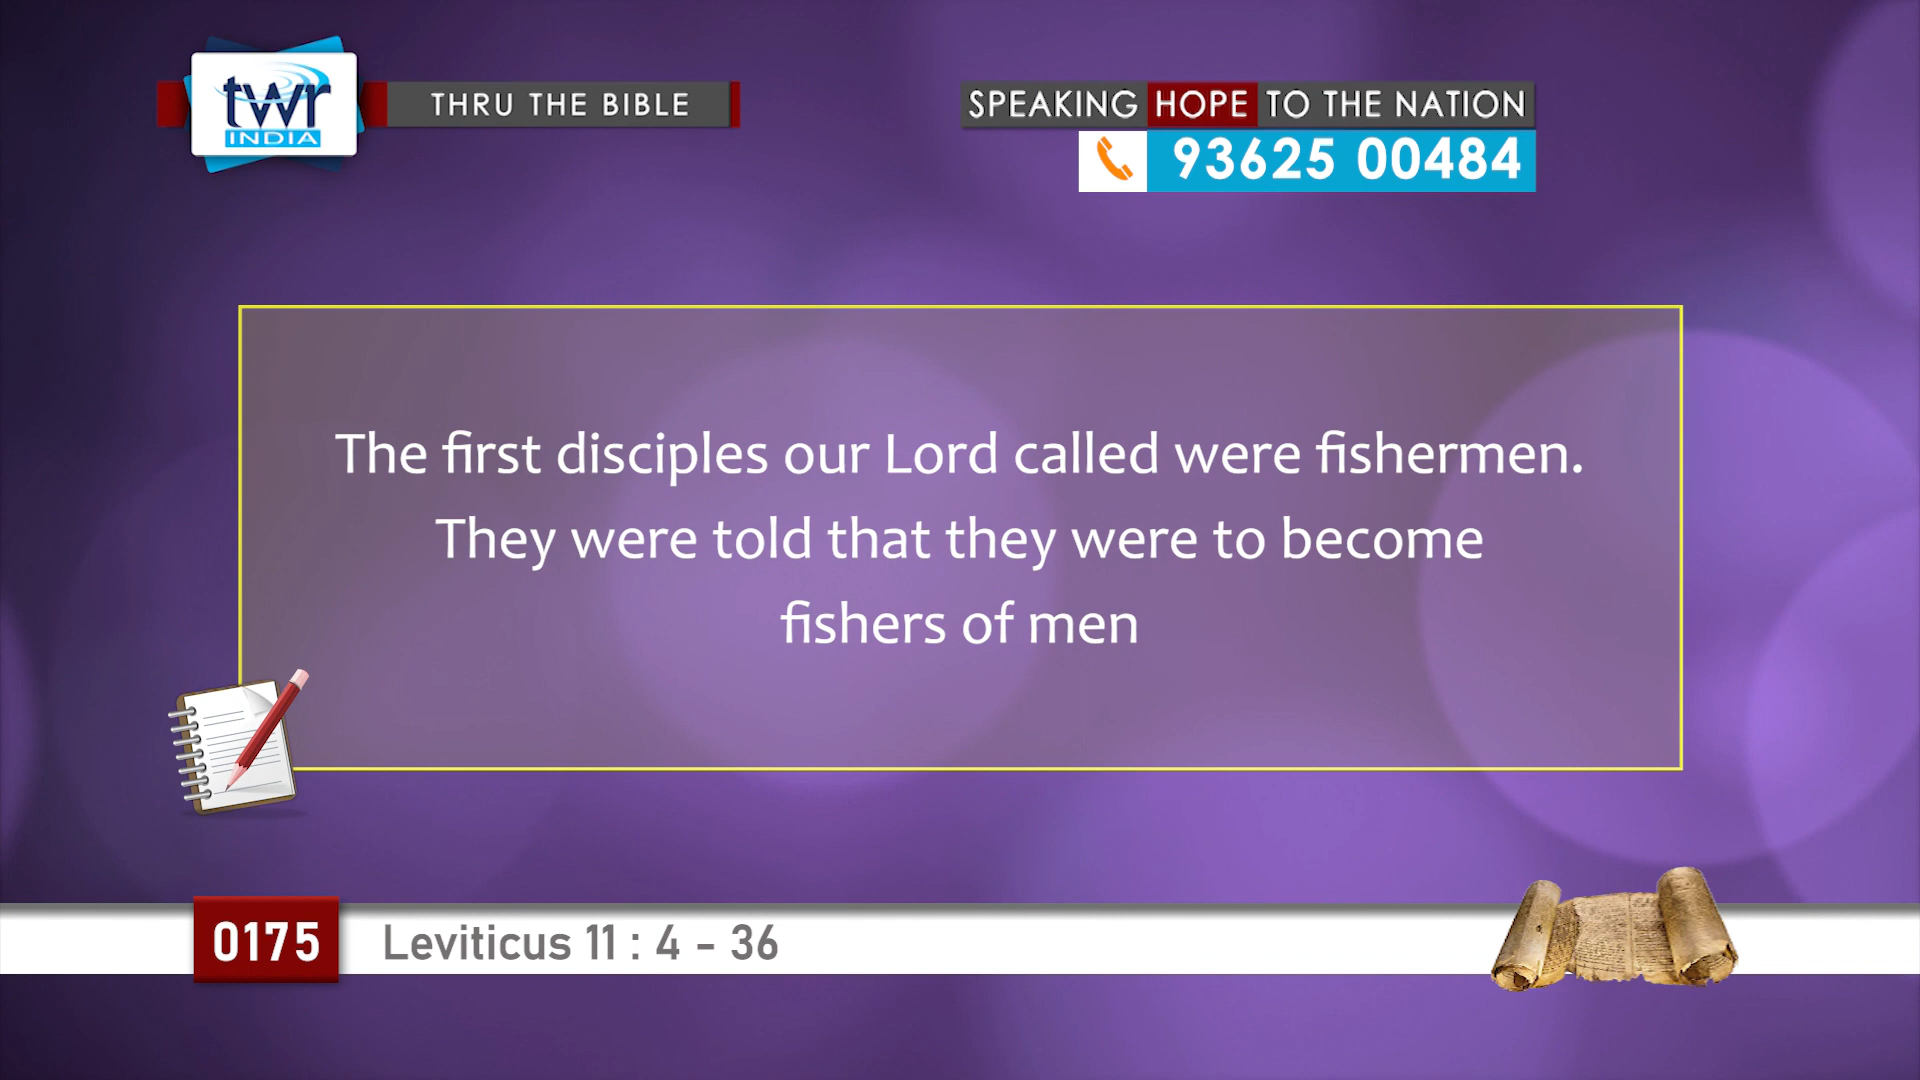 twr
INDIA
THRU THE BIBLE
SPEAKING HOPE TO THE NATION
93625 00484
The first disciples our Lord called were fishermen.
They were told that they were to become
fishers of men
0175
Leviticus 11 : 4 - 36